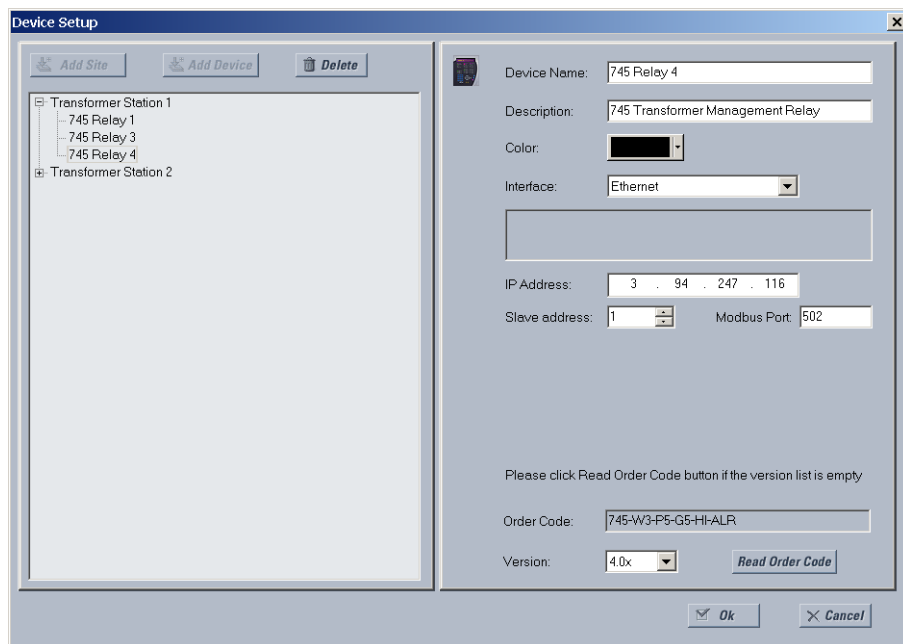 Device Setup
Add Site
Add Device
Delete
Transformer Station 1
745 Relay 1
745 Relay 3
745 Relay 4
Transformer Station 2
Device Name: 745 Relay 4
Description: 745 Transformer Management Relay
Color:
Interface: Ethernet
IP Address: 3 . 94 . 247 . 116
Slave address: 1 Modbus Port: 502
Please click Read Order Code button if the version list is empty
Order Code: 745-W3-P5-G5-HI-ALR
Version: 4.0x Read Order Code
Ok Cancel